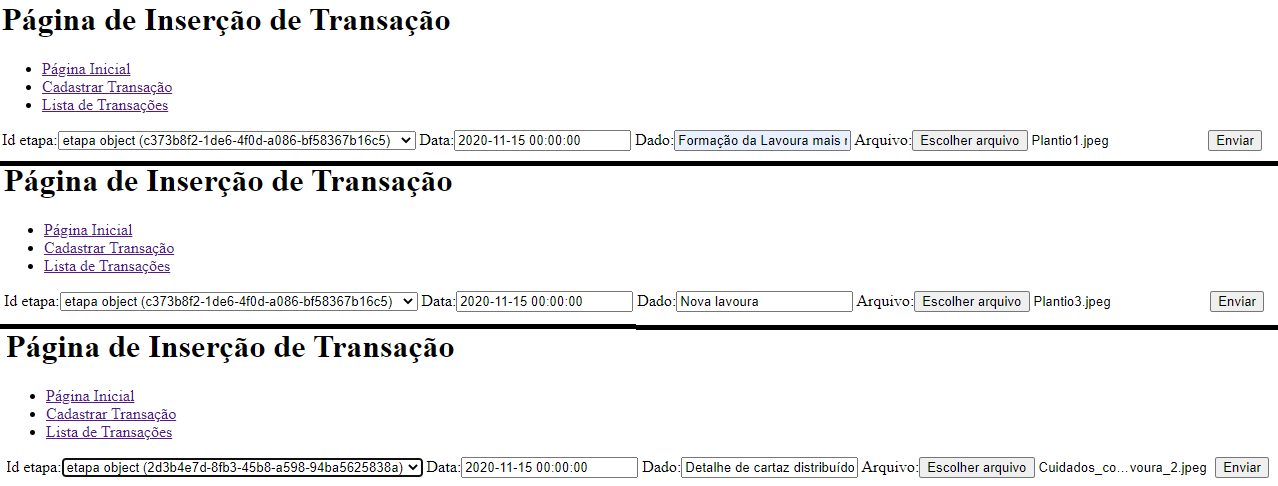 Página de Inserção de Transação
Página Inicial
Cadastrar Transação
Lista de Transações
Id etapa: etapa object (c373b8f2-1de6-4f0d-a086-bf58367b16c5) Data: 2020-11-15 00:00:00 Dado: Formação da Lavoura mais Arquivo: Escolher arquivo Plantio1.jpeg Enviar
Página de Inserção de Transação
Página Inicial
Cadastrar Transação
Lista de Transações
Id etapa: etapa object (c373b8f2-1de6-4f0d-a086-bf58367b16c5) Data: 2020-11-15 00:00:00 Dado: Nova lavoura Arquivo: Escolher arquivo Plantio3.jpeg Enviar
Página de Inserção de Transação
Página Inicial
Cadastrar Transação
Lista de Transações
Id etapa: etapa object (2d3b4e7d-8fb3-45b8-a598-94ba5625838a) Data: 2020-11-15 00:00:00 Dado: Detalhe de cartaz distribuído Arquivo: Escolher arquivo Cuidados_co...voura_2.jpeg Enviar